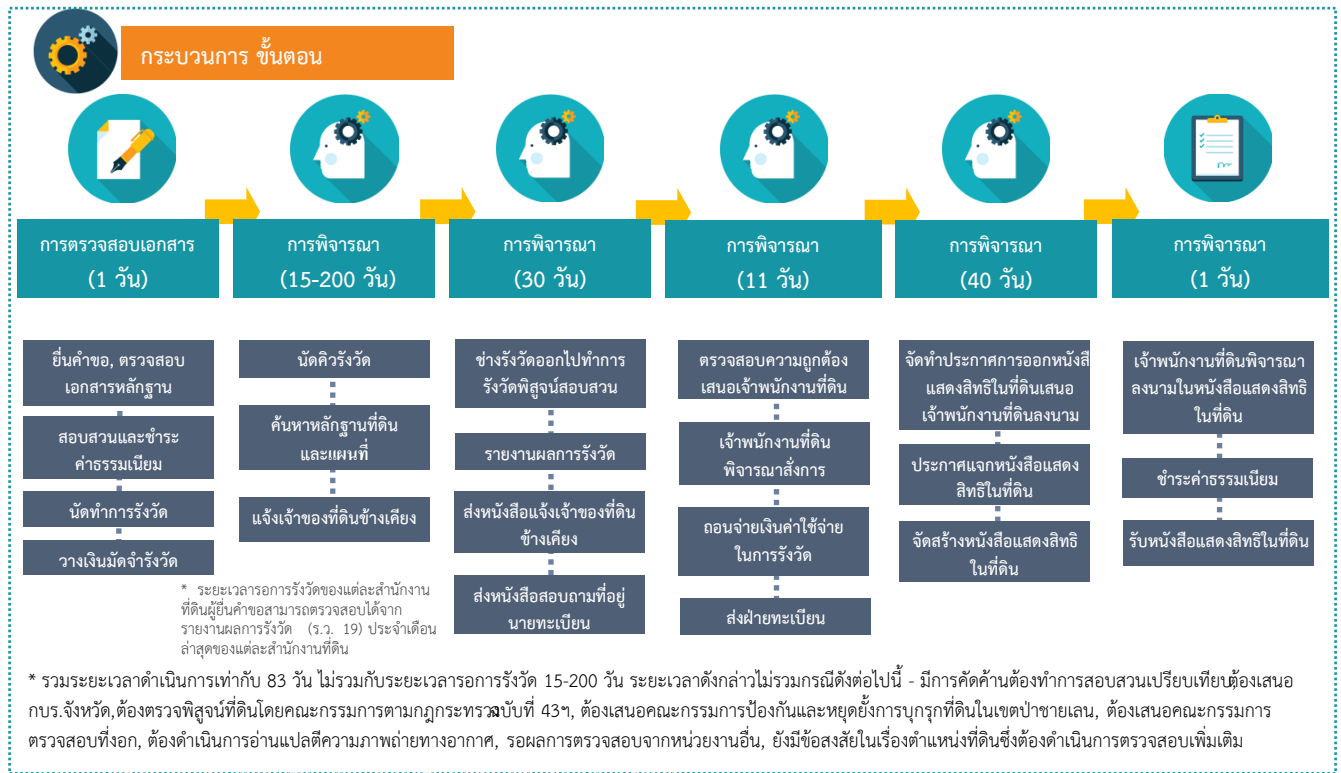 กระบวนการ ขั้นตอน
การตรวจสอบเอกสาร
(1 วัน)
ยื่นคำขอ, ตรวจสอบ
เอกสารหลักฐาน
สอบสวนและชำระ
ค่าธรรมเนียม
นัดทำการรังวัด
วางเงินมัดจำรังวัด
การพิจารณา
(15-200 วัน)
นัดคิวรังวัด
ค้นหาหลักฐานที่ดิน
และแผนที่
แจ้งเจ้าของที่ดินข้างเคียง
* ระยะเวลารอการรังวัดของแต่ละสำนักงาน
ที่ดินผู้ยื่นคำขอสามารถตรวจสอบได้จาก
รายงานผลการรังวัด (ร.ว. 19) ประจำเดือน
ล่าสุดของแต่ละสำนักงานที่ดิน
การพิจารณา
(30 วัน)
ช่างรังวัดออกไปทำการ
รังวัดพิสูจน์สอบสวน
รายงานผลการรังวัด
ส่งหนังสือแจ้งเจ้าของที่ดิน
ข้างเคียง
ส่งหนังสือสอบถามที่อยู่
นายทะเบียน
การพิจารณา
(11 วัน)
ตรวจสอบความถูกต้อง
เสนอเจ้าพนักงานที่ดิน
เจ้าพนักงานที่ดิน
พิจารณาสั่งการ
ถอนจ่ายเงินค่าใช้จ่าย
ในการรังวัด
ส่งฝ่ายทะเบียน
การพิจารณา
(40 วัน)
จัดทำประกาศการออกหนังสื
แสดงสิทธิในที่ดินเสนอ
เจ้าพนักงานที่ดินลงนาม
ประกาศแจกหนังสือแสดง
สิทธิในที่ดิน
จัดสร้างหนังสือแสดงสิทธิ
ในที่ดิน
การพิจารณา
(1 วัน)
เจ้าพนักงานที่ดินพิจารณา
ลงนามในหนังสือแสดงสิทธิ
ในที่ดิน
ชำระค่าธรรมเนียม
รับหนังสือแสดงสิทธิในที่ดิน
* รวมระยะเวลาดำเนินการเท่ากับ 83 วัน ไม่รวมกับระยะเวลารอการรังวัด 15-200 วัน ระยะเวลาดังกล่าวไม่รวมกรณีดังต่อไปนี้ - มีการคัดค้านต้องทำการสอบสวนเปรียบเทียบ,ต้องเสนอ
กบร.จังหวัด,ต้องตรวจพิสูจน์ที่ดินโดยคณะกรรมการตามกฎกระทรวงฉบับที่ 43ฯ, ต้องเสนอคณะกรรมการป้องกันและหยุดยั้งการบุกรุกที่ดินในเขตป่าชายเลน, ต้องเสนอคณะกรรมการ
ตรวจสอบที่งอก, ต้องดำเนินการอ่านแปลตีความภาพถ่ายทางอากาศ, รอผลการตรวจสอบจากหน่วยงานอื่น, ยังมีข้อสงสัยในเรื่องตำแหน่งที่ดินซึ่งต้องดำเนินการตรวจสอบเพิ่มเติม